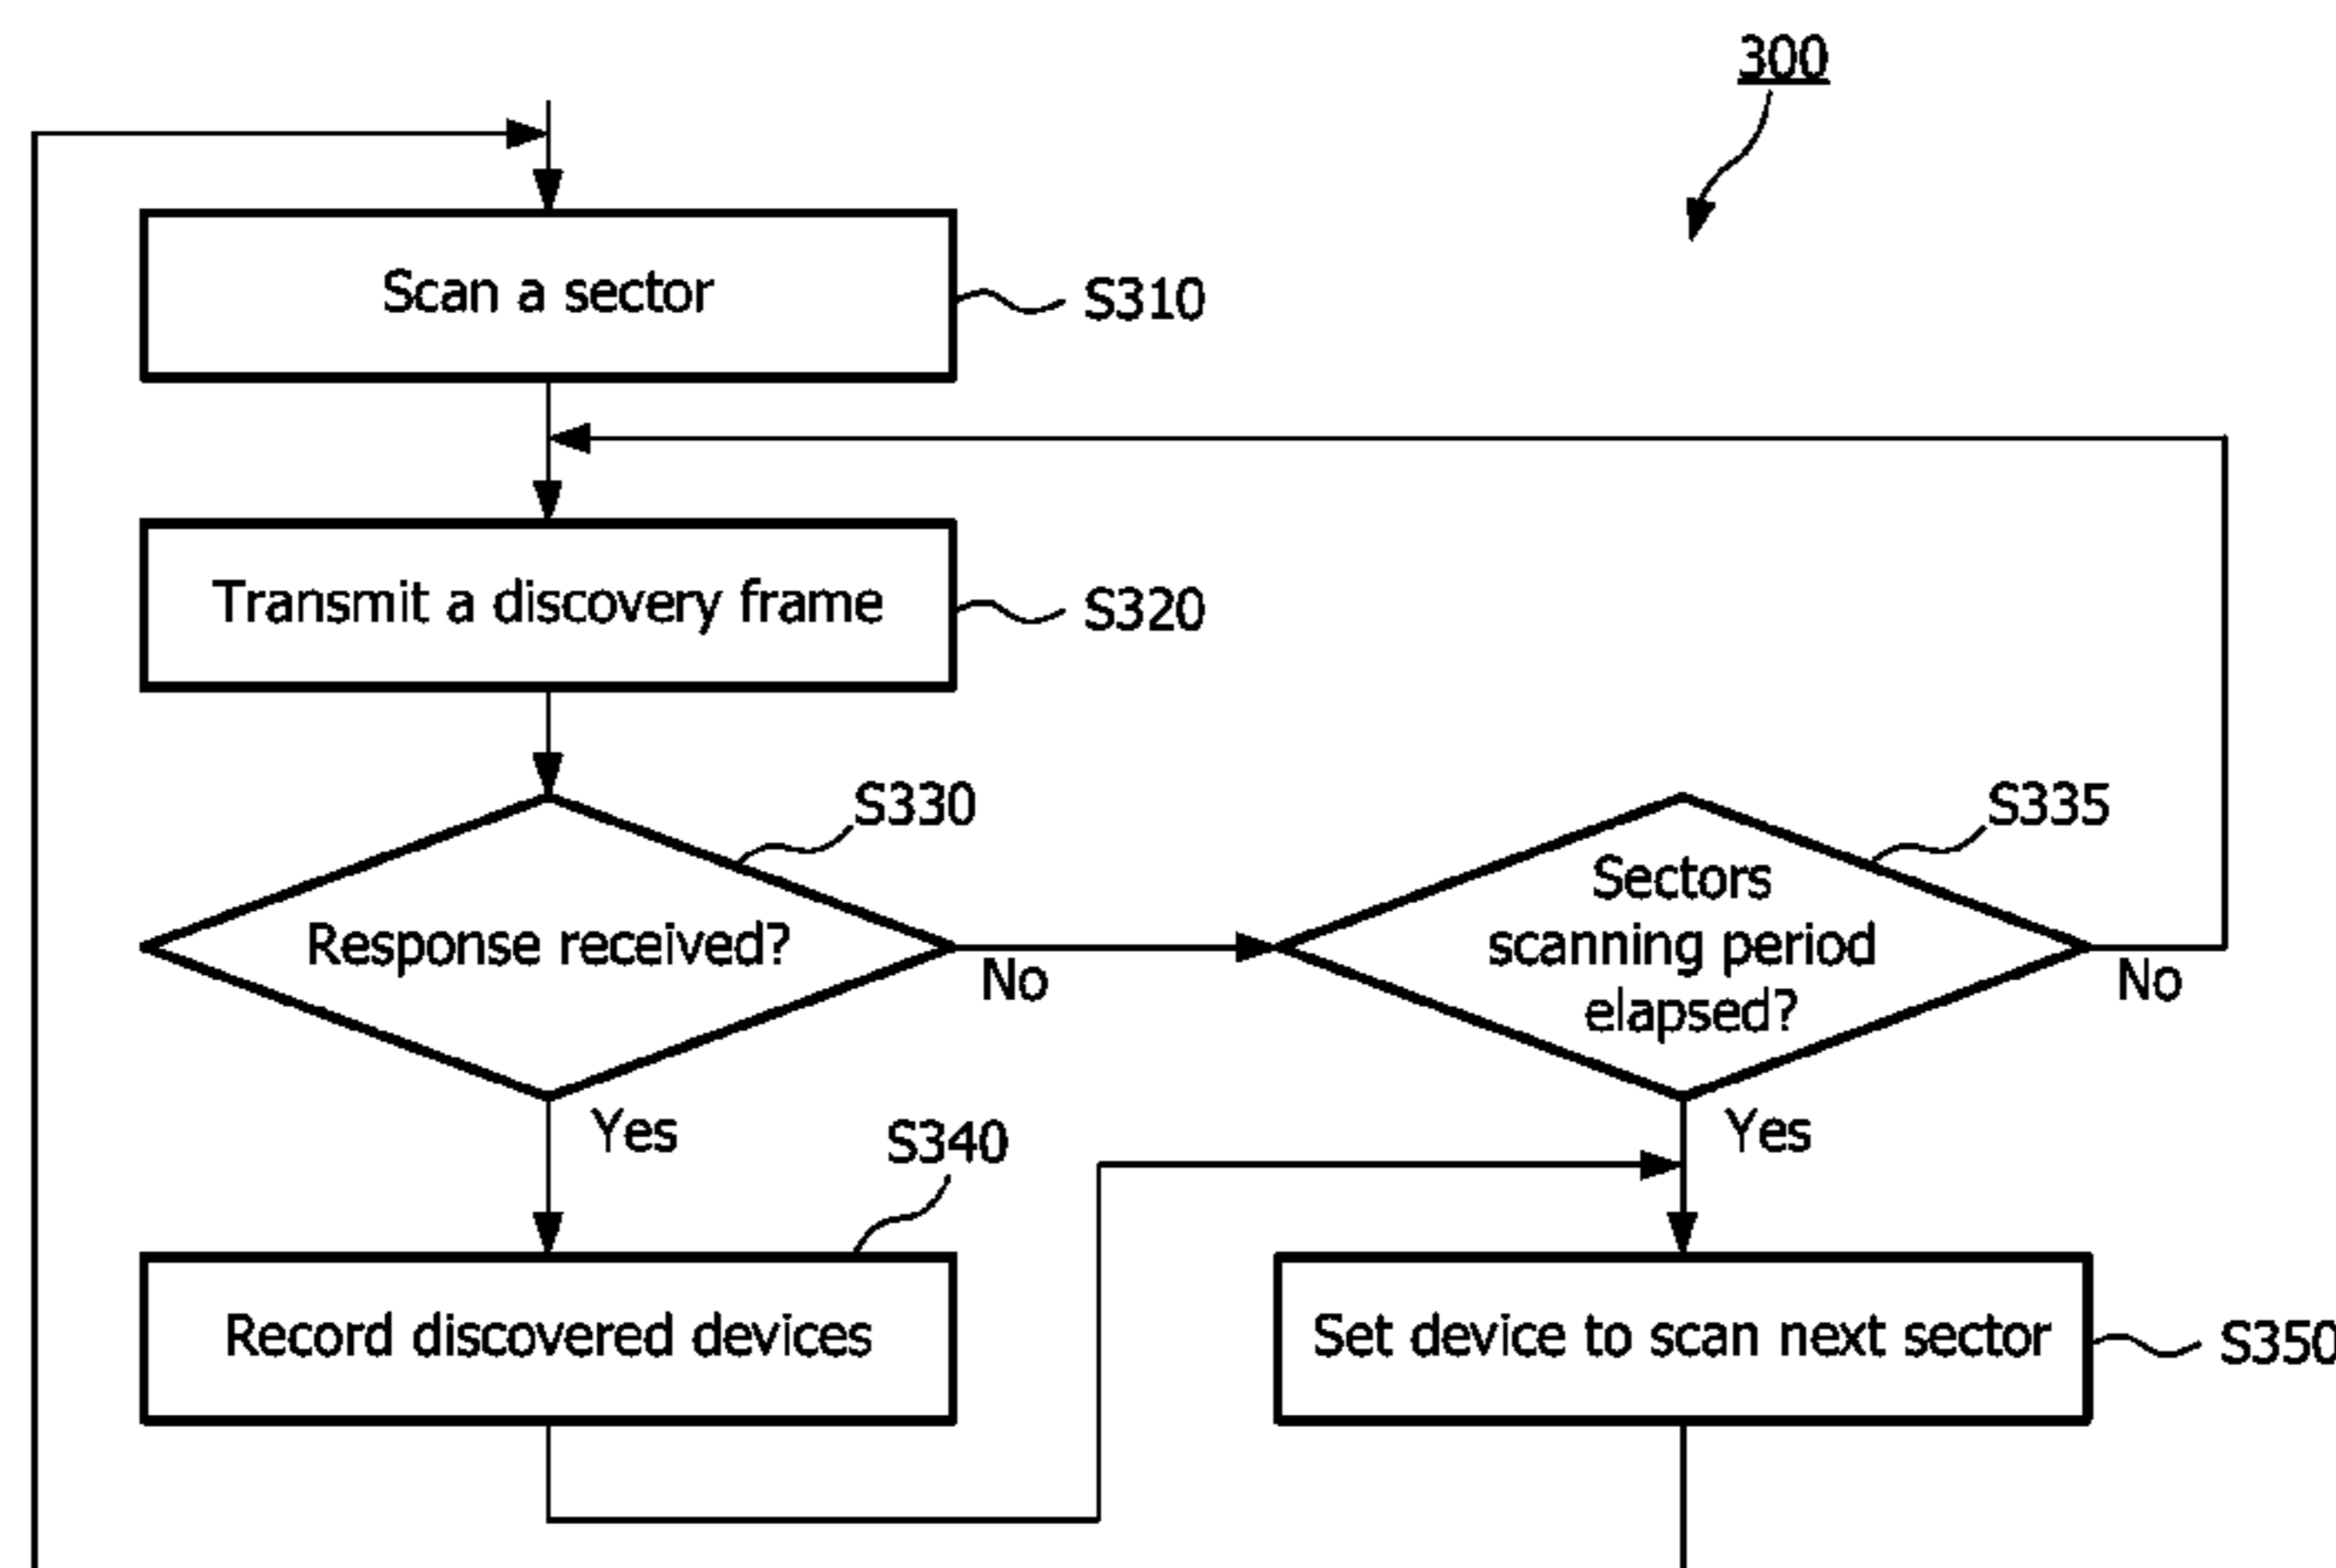 300
Scan a sector
S310
Transmit a discovery frame
S320
S330
Response received?
No
Yes
S335
Sectors
scanning period
elapsed?
No
Yes
S340
Record discovered devices
Set device to scan next sector
S350